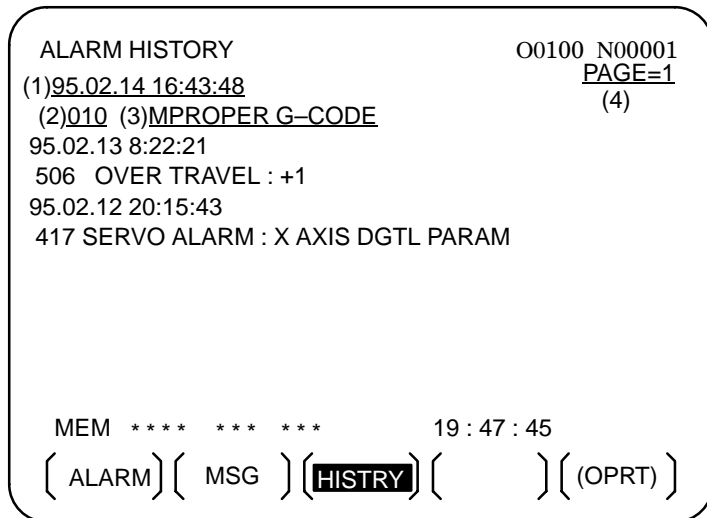 ALARM HISTORY O0100 N00001
(1)95.02.14 16:43:48 PAGE=1
(2)010 (3)MPROPER G–CODE (4)
95.02.13 8:22:21
506 OVER TRAVEL : +1
95.02.12 20:15:43
417 SERVO ALARM : X AXIS DGTL PARAM
MEM * * * * * * * * * * 19 : 47 : 45
[ ALARM ] [ MSG ] [ HISTRY ] [ ] [ (OPRT) ]